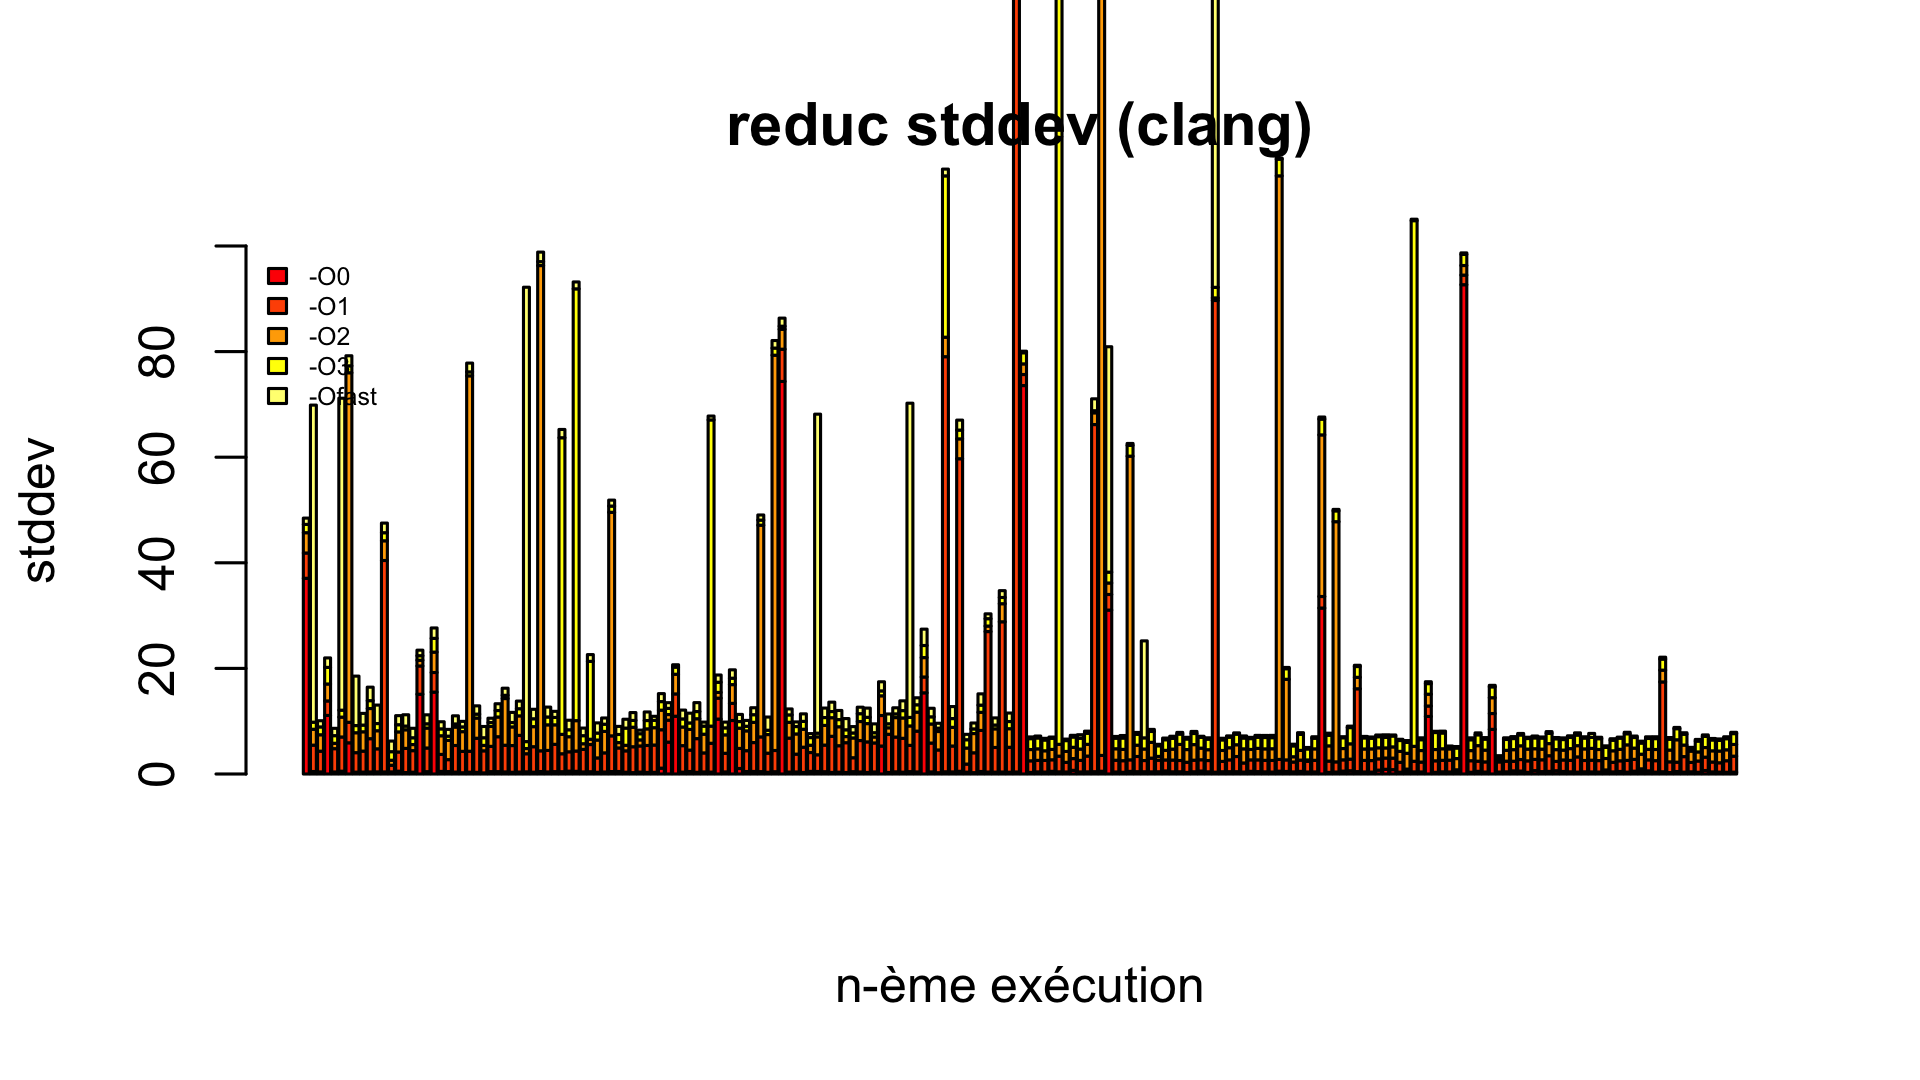 reduc stddev (clang)
-O0
-O1
-O2
-O3
-Ofast
stddev
80
60
40
20
0
n-ème exécution